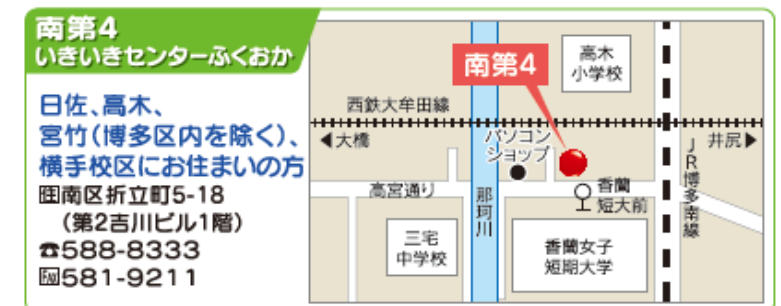 南第4
いきいきセンターふくおか
日佐、高木、
宮竹(博多区内を除く)、
横手校区にお住まいの方
住南区折立町5-18
(第2吉川ビル1階)
☎588-8333
FAX581-9211
高木
小学校
南第4
西鉄大牟田線
◀大橋
パソコン
ショップ
井尻▶
JR博多南線
高宮通り
那珂川
香蘭
短大前
三宅
中学校
香蘭女子
短期大学